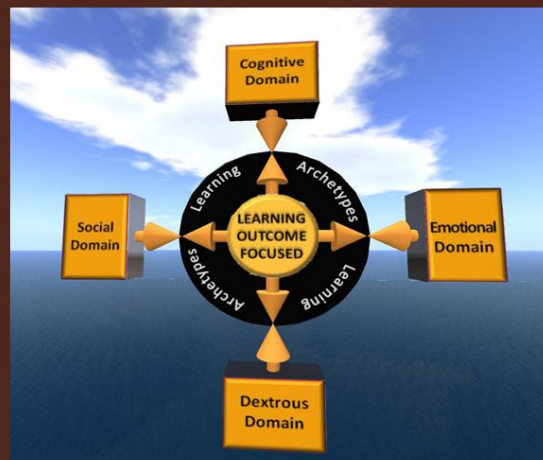 Cognitive
Domain
Learning
Archetypes
Social
Domain
LEARNING
OUTCOME
FOCUSED
Emotional
Domain
Archetypes
Learning
Dextrous
Domain